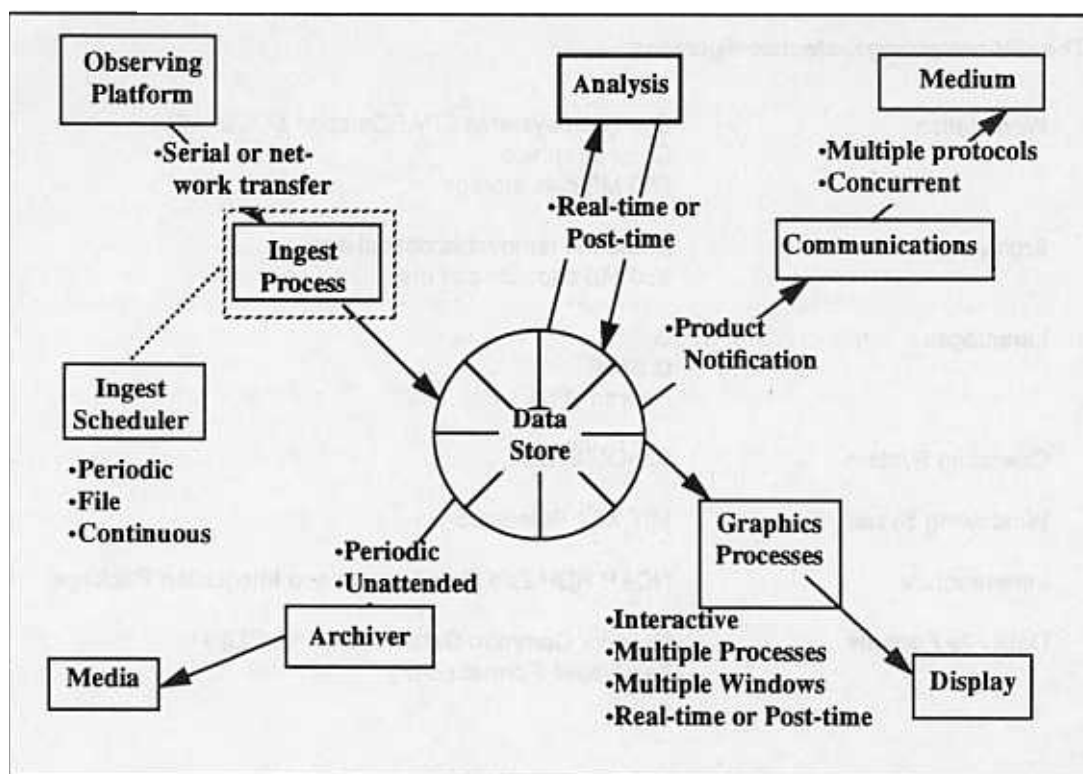 Observing
Platform
•Serial or net-
work transfer
Ingest
Process
Ingest
Scheduler
•Periodic
•File
•Continuous
Analysis
•Real-time or
Post-time
Medium
•Multiple protocols
•Concurrent
Communications
•Product
Notification
Data
Store
•Periodic
•Unattended
Archiver
Media
Graphics
Processes
•Interactive
•Multiple Processes
•Multiple Windows
•Real-time or Post-time
Display